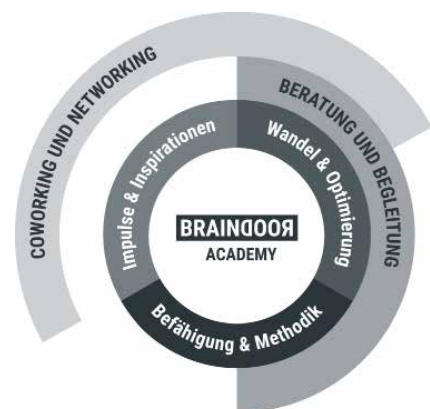 COWORKING UND NETWORKING
BERATUNG UND BEGLEITUNG
Impulse & Inspirationen
Wandel & Optimierung
BRAINDOOR
ACADEMY
Befähigung & Methodik